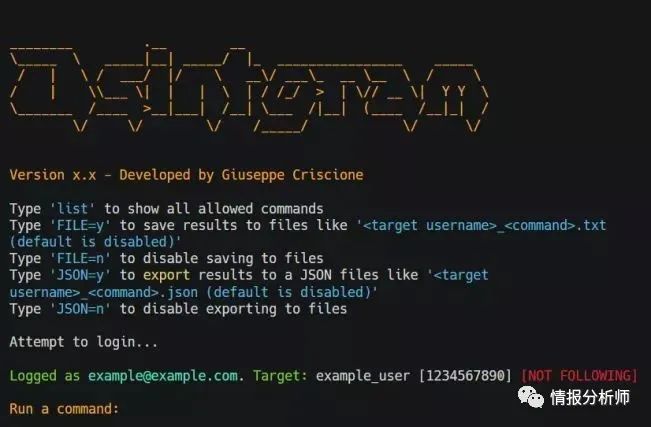 Osintgram
Version x.x - Developed by Giuseppe Criscione
Type 'list' to show all allowed commands
Type 'FILE=y' to save results to files like '<target username>_<command>.txt
(default is disabled)'
Type 'FILE=n' to disable saving to files
Type 'JSON=y' to export results to a JSON files like '<target
username>_<command>.json (default is disabled)'
Type 'JSON=n' to disable exporting to files
Attempt to login...
Logged as example@example.com. Target: example_user [1234567890] [NOT FOLLOWING]
Run a command:
情报分析师